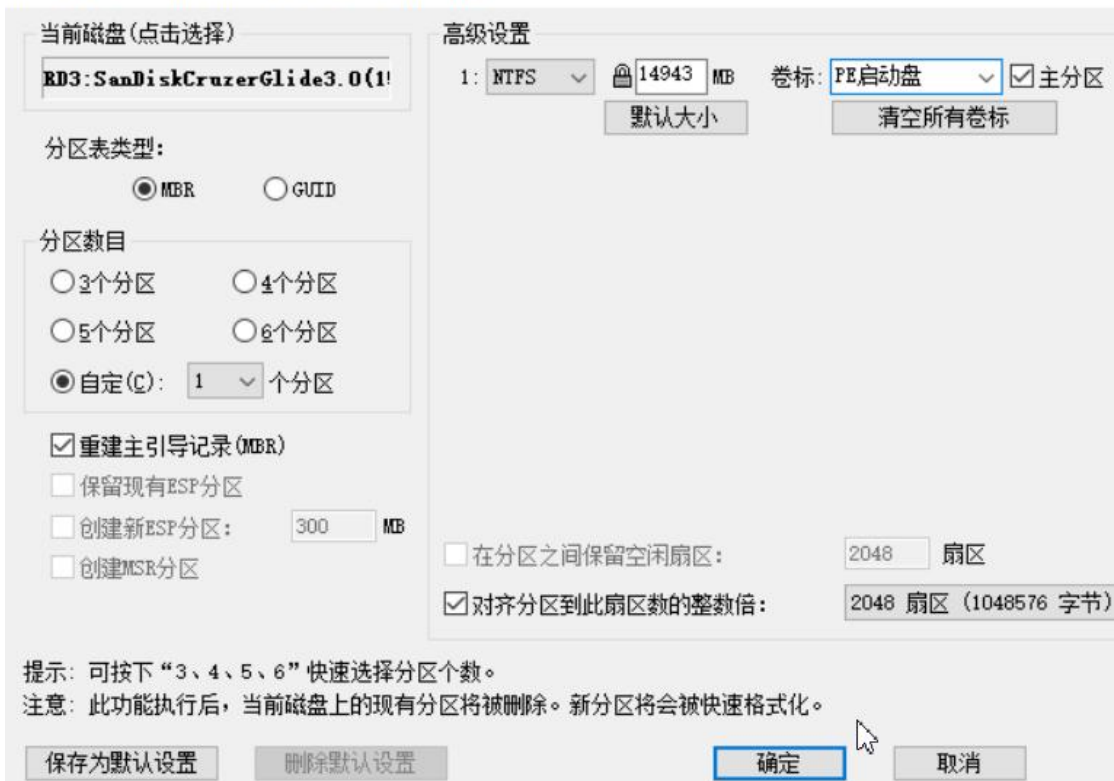 当前磁盘(点击选择)
RD3:SanDiskCruzerGlide3.0(1
分区表类型:
MBR GUID
分区数目
3个分区 4个分区
5个分区 6个分区
自定(C): 1 个分区
重建主引导记录(MBR)
保留现有ESP分区
创建新ESP分区: 300 MB
创建MSR分区
高级设置
1: NTFS 14943 MB 卷标: PE启动盘 主分区
默认大小 清空所有卷标
在分区之间保留空闲扇区: 2048 扇区
对齐分区到此扇区数的整数倍: 2048 扇区 (1048576 字节)
提示: 可按下“3、4、5、6”快速选择分区个数。
注意: 此功能执行后, 当前磁盘上的现有分区将被删除。新分区将会被快速格式化。
保存为默认设置 删除默认设置 确定 取消